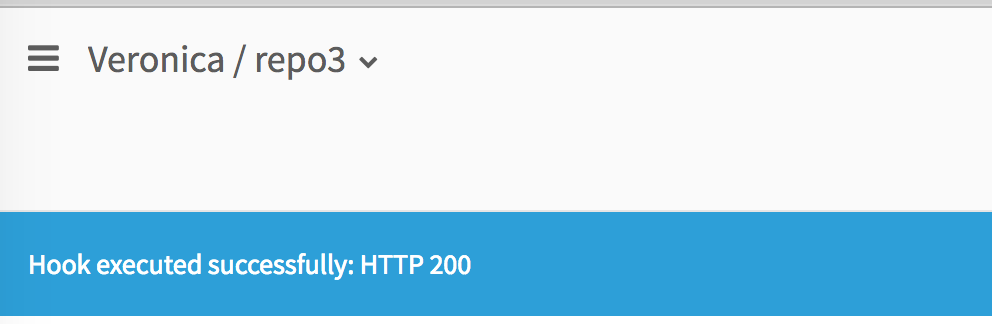 Veronica / repo3
Hook executed successfully: HTTP 200